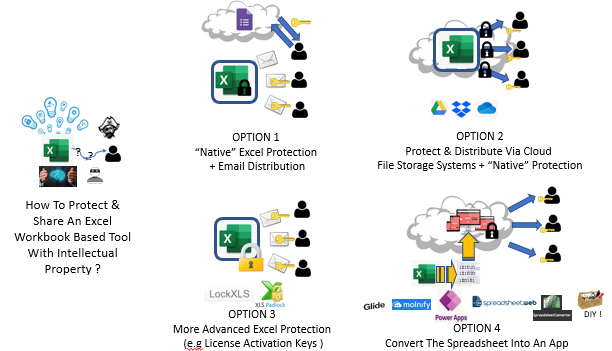 How To Protect &
Share An Excel
Workbook Based Tool
With Intellectual
Property ?
? ?
OPTION 1
“Native” Excel Protection
+ Email Distribution
OPTION 2
Protect & Distribute Via Cloud
File Storage Systems + “Native” Protection
LockXLS
XLS Padlock
OPTION 3
More Advanced Excel Protection
(e.g License Activation Keys )
Glide
molnify
Power Apps
spreadsheetweb
SpreadsheetConverter
DIY !
OPTION 4
Convert The Spreadsheet Into An App